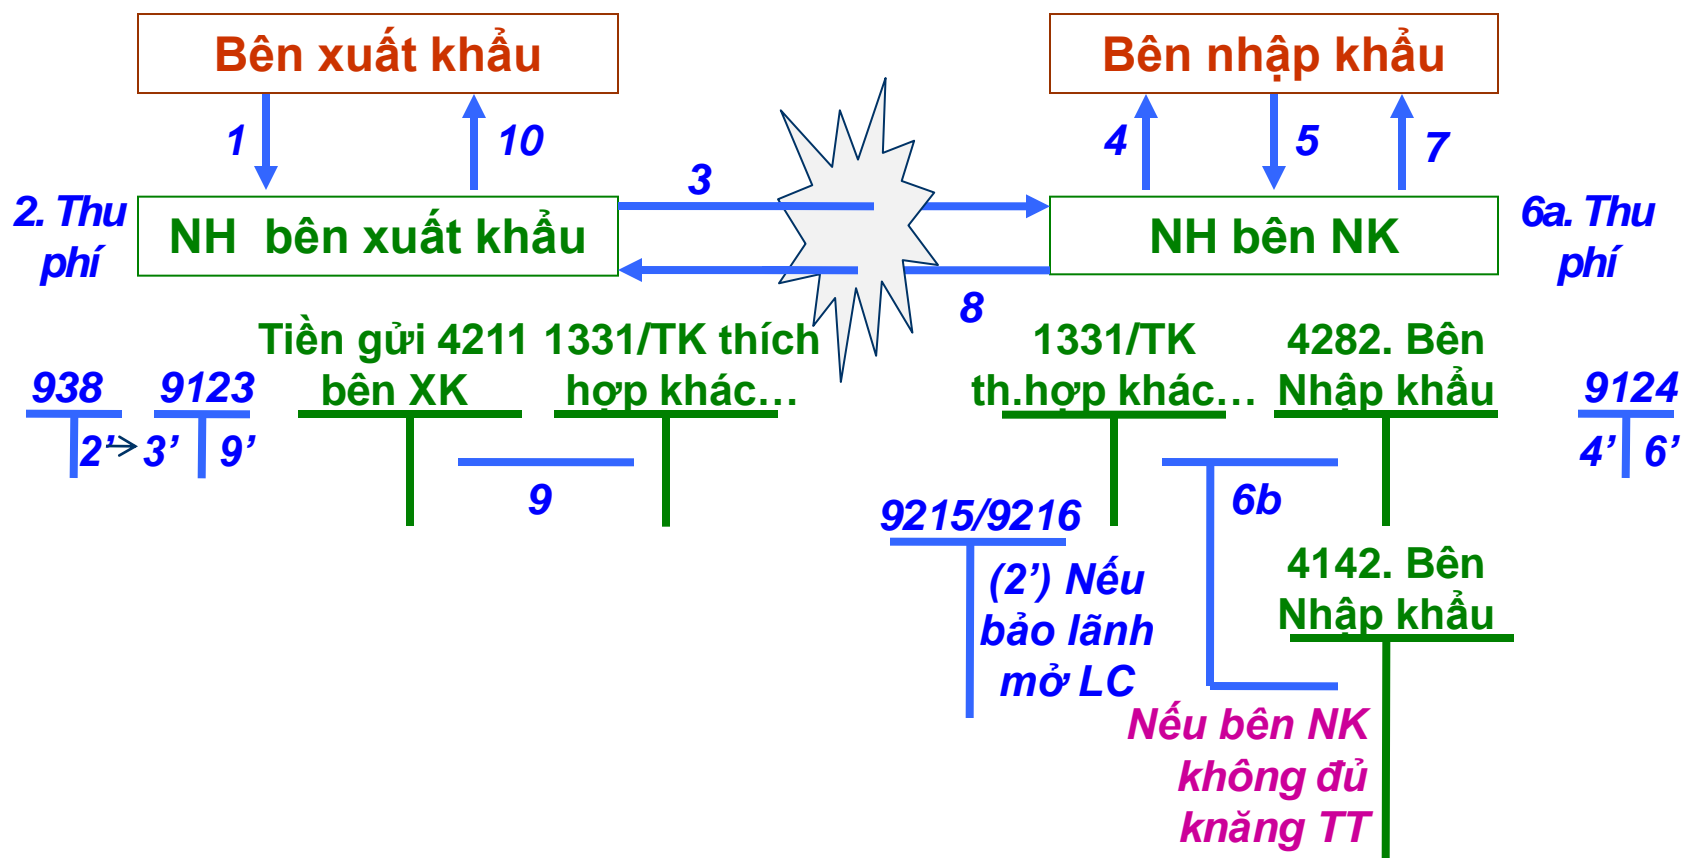 Bên xuất khẩu
Bên nhập khẩu
1
10
4
5
7
3
2. Thu
phí
NH bên xuất khẩu
NH bên NK
6a. Thu
phí
8
Tiền gửi 4211
bên XK
1331/TK thích
hợp khác...
1331/TK
th.hợp khác...
4282. Bên
Nhập khẩu
938
9123
9124
2’
3’
9’
4’
6’
9
6b
9215/9216
(2’) Nếu
bảo lãnh
mở LC
4142. Bên
Nhập khẩu
Nếu bên NK
không đủ
knăng TT